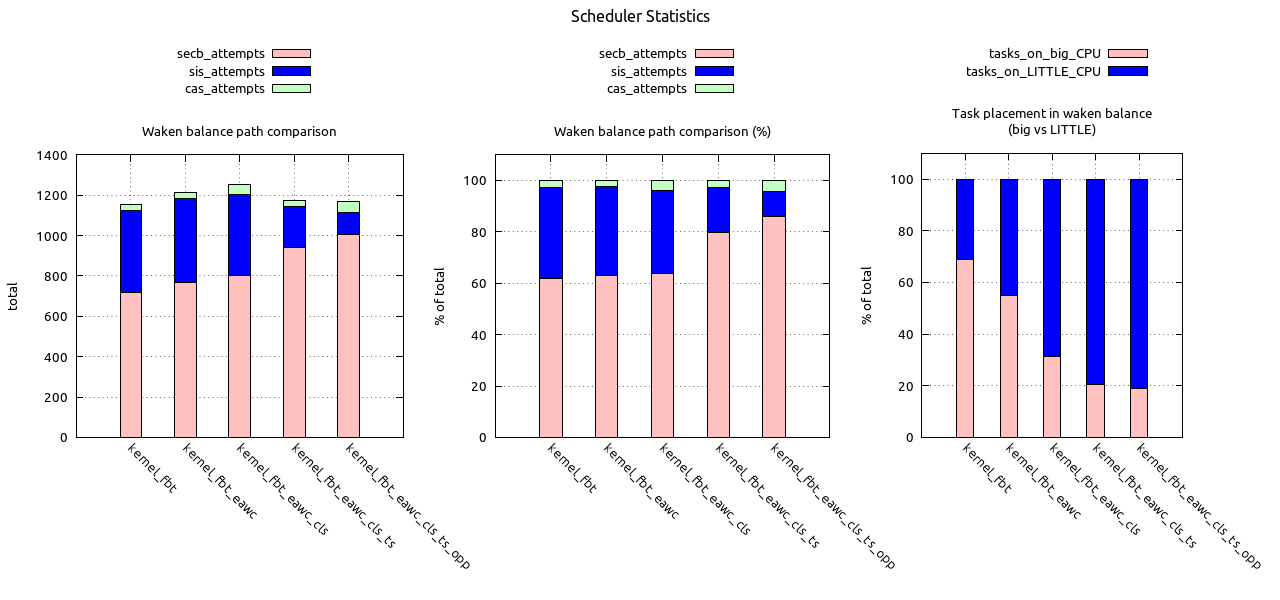 Scheduler Statistics
secb_attempts
sis_attempts
cas_attempts
Waken balance path comparison
total
1400
1200
1000
800
600
400
200
0
kernel_fbt
kernel_fbt_eawc
kernel_fbt_eawc_cls
kernel_fbt_eawc_cls_ts
kernel_fbt_eawc_cls_ts_opp
secb_attempts
sis_attempts
cas_attempts
Waken balance path comparison (%)
% of total
100
80
60
40
20
0
kernel_fbt
kernel_fbt_eawc
kernel_fbt_eawc_cls
kernel_fbt_eawc_cls_ts
kernel_fbt_eawc_cls_ts_opp
tasks_on_big_CPU
tasks_on_LITTLE_CPU
Task placement in waken balance
(big vs LITTLE)
% of total
100
80
60
40
20
0
kernel_fbt
kernel_fbt_eawc
kernel_fbt_eawc_cls
kernel_fbt_eawc_cls_ts
kernel_fbt_eawc_cls_ts_opp